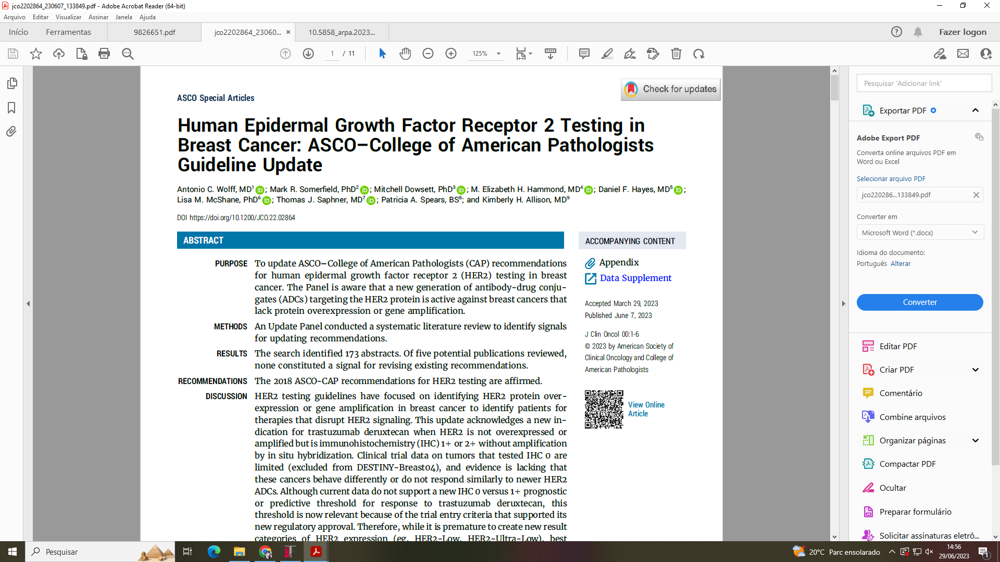 jco2202864_230607_133849.pdf - Adobe Acrobat Reader (64-bit)
Arquivo Editar Visualizar Assinar Janela Ajuda
Início Ferramentas 9826651.pdf jco2202864_23060... × 10.5858_arpa.2023... Fazer logon
1 / 11 125%
Check for updates
ASCO Special Articles
Human Epidermal Growth Factor Receptor 2 Testing in
Breast Cancer: ASCO–College of American Pathologists
Guideline Update
Antonio C. Wolff, MD1 iD; Mark R. Somerfield, PhD2 iD; Mitchell Dowsett, PhD3 iD; M. Elizabeth H. Hammond, MD4 iD; Daniel F. Hayes, MD5 iD;
Lisa M. McShane, PhD6 iD; Thomas J. Saphner, MD7 iD; Patricia A. Spears, BS8; and Kimberly H. Allison, MD9
DOI https://doi.org/10.1200/JCO.22.02864
ABSTRACT
PURPOSE To update ASCO–College of American Pathologists (CAP) recommendations
for human epidermal growth factor receptor 2 (HER2) testing in breast
cancer. The Panel is aware that a new generation of antibody-drug conju-
gates (ADCs) targeting the HER2 protein is active against breast cancers that
lack protein overexpression or gene amplification.
METHODS An Update Panel conducted a systematic literature review to identify signals
for updating recommendations.
RESULTS The search identified 173 abstracts. Of five potential publications reviewed,
none constituted a signal for revising existing recommendations.
RECOMMENDATIONS The 2018 ASCO-CAP recommendations for HER2 testing are affirmed.
DISCUSSION HER2 testing guidelines have focused on identifying HER2 protein over-
expression or gene amplification in breast cancer to identify patients for
therapies that disrupt HER2 signaling. This update acknowledges a new in-
dication for trastuzumab deruxtecan when HER2 is not overexpressed or
amplified but is immunohistochemistry (IHC) 1+ or 2+ without amplification
by in situ hybridization. Clinical trial data on tumors that tested IHC 0 are
limited (excluded from DESTINY-Breast04), and evidence is lacking that
these cancers behave differently or do not respond similarly to newer HER2
ADCs. Although current data do not support a new IHC 0 versus 1+ prognostic
or predictive threshold for response to trastuzumab deruxtecan, this
threshold is now relevant because of the trial entry criteria that supported its
new regulatory approval. Therefore, while it is premature to create new result
categories of HER2 expression (eg, HER2-Low, HER2-Ultra-Low), best
ACCOMPANYING CONTENT
Appendix
Data Supplement
Accepted March 29, 2023
Published June 7, 2023
J Clin Oncol 00:1-6
© 2023 by American Society of
Clinical Oncology and College of
American Pathologists
View Online
Article
Pesquisar 'Adicionar link'
Exportar PDF
Adobe Export PDF
Converta online arquivos PDF em
Word ou Excel
Selecionar arquivo PDF
jco220286...133849.pdf
Converter em
Microsoft Word (*.docx)
Idioma do documento:
Português Alterar
Converter
Editar PDF
Criar PDF
Comentário
Combine arquivos
Organizar páginas
Compactar PDF
Ocultar
Preparar formulário
Solicitar assinaturas eletrô...
Pesquisar
20°C Parc ensolarado
14:56
29/06/2023
1